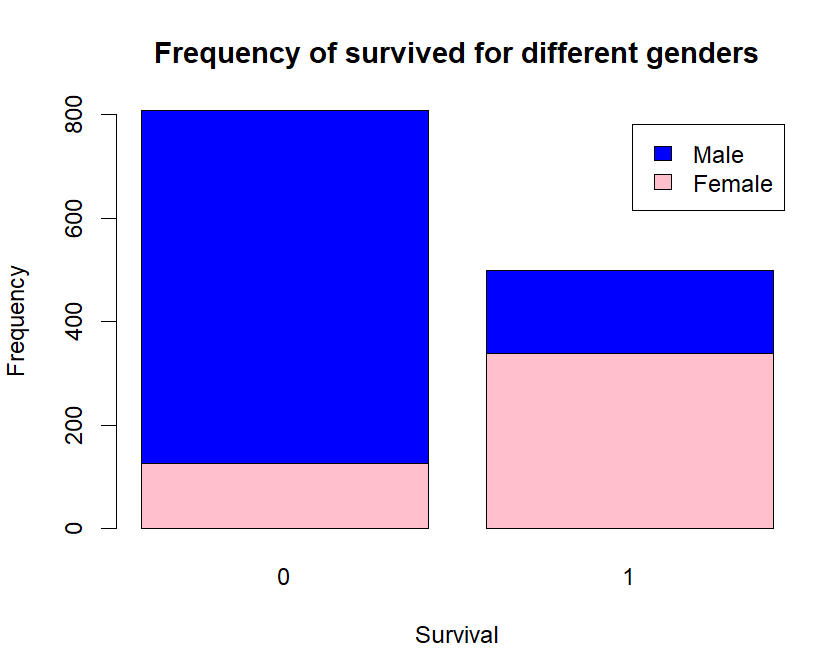 Frequency of survived for different genders
Male
Female
800
600
400
200
0
Frequency
0 1
Survival